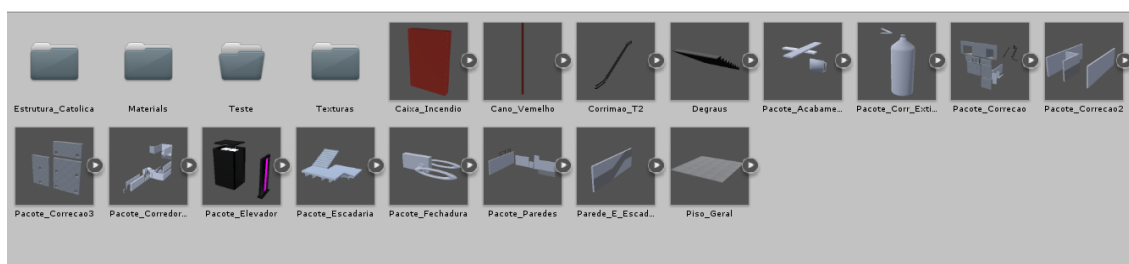 Estrutura_Catolica Materials Teste Texturas Caixa_Incendio Cano_Vemelho Corrimao_T2 Degraus Pacote_Acabame... Pacote_Corr_Exti... Pacote_Correcao Pacote_Correcao2
Pacote_Correcao3 Pacote_Corredor... Pacote_Elevador Pacote_Escadaria Pacote_Fechadura Pacote_Paredes Parede_E_Escad... Piso_Geral